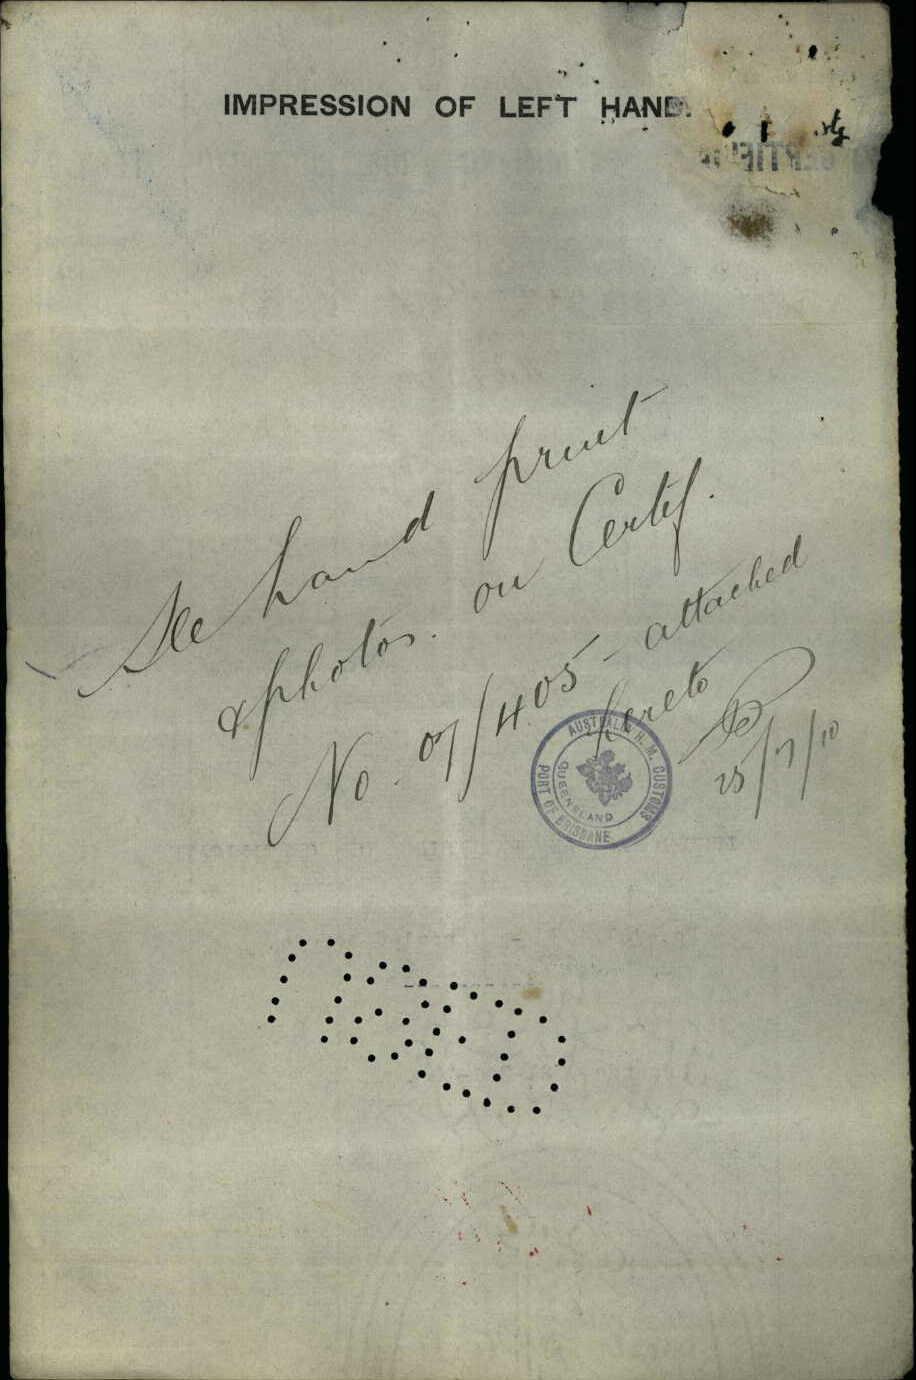 IMPRESSION OF LEFT HAND.
See hand print
& photos. on Certif.
No. 07/405 - attached
hereto
25/7/10
AUSTRALIA H. M. CUSTOMS
PORT OF BRISBANE
QUEENSLAND